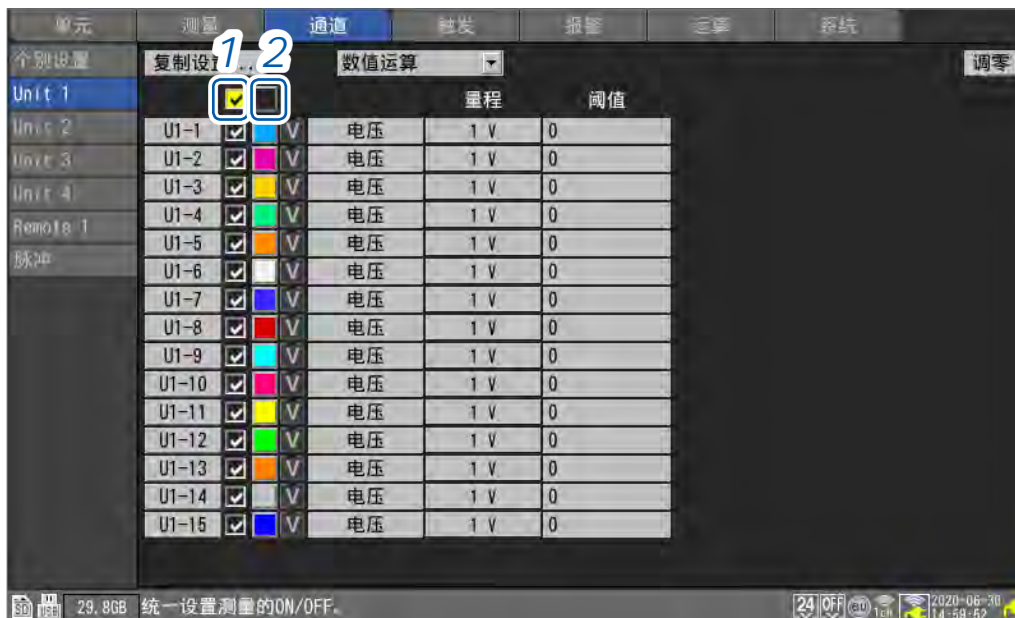 单元 测量 通道 触发 报警 运算 系统
个别设置 复制设置... 数值运算 调零
1 2
Unit 1 量程 阈值
Unit 2 U1-1 V 电压 1 V 0
U1-2 V 电压 1 V 0
Unit 3
U1-3 V 电压 1 V 0
Unit 4
U1-4 V 电压 1 V 0
Remote 1
U1-5 V 电压 1 V 0
脉冲
U1-6 V 电压 1 V 0
U1-7 V 电压 1 V 0
U1-8 V 电压 1 V 0
U1-9 V 电压 1 V 0
U1-10 V 电压 1 V 0
U1-11 V 电压 1 V 0
U1-12 V 电压 1 V 0
U1-13 V 电压 1 V 0
U1-14 V 电压 1 V 0
U1-15 V 电压 1 V 0
SD USB 29.8GB 统一设置测量的ON/OFF。 24 OFF EU 1ch 2020-06-30
14-59-52